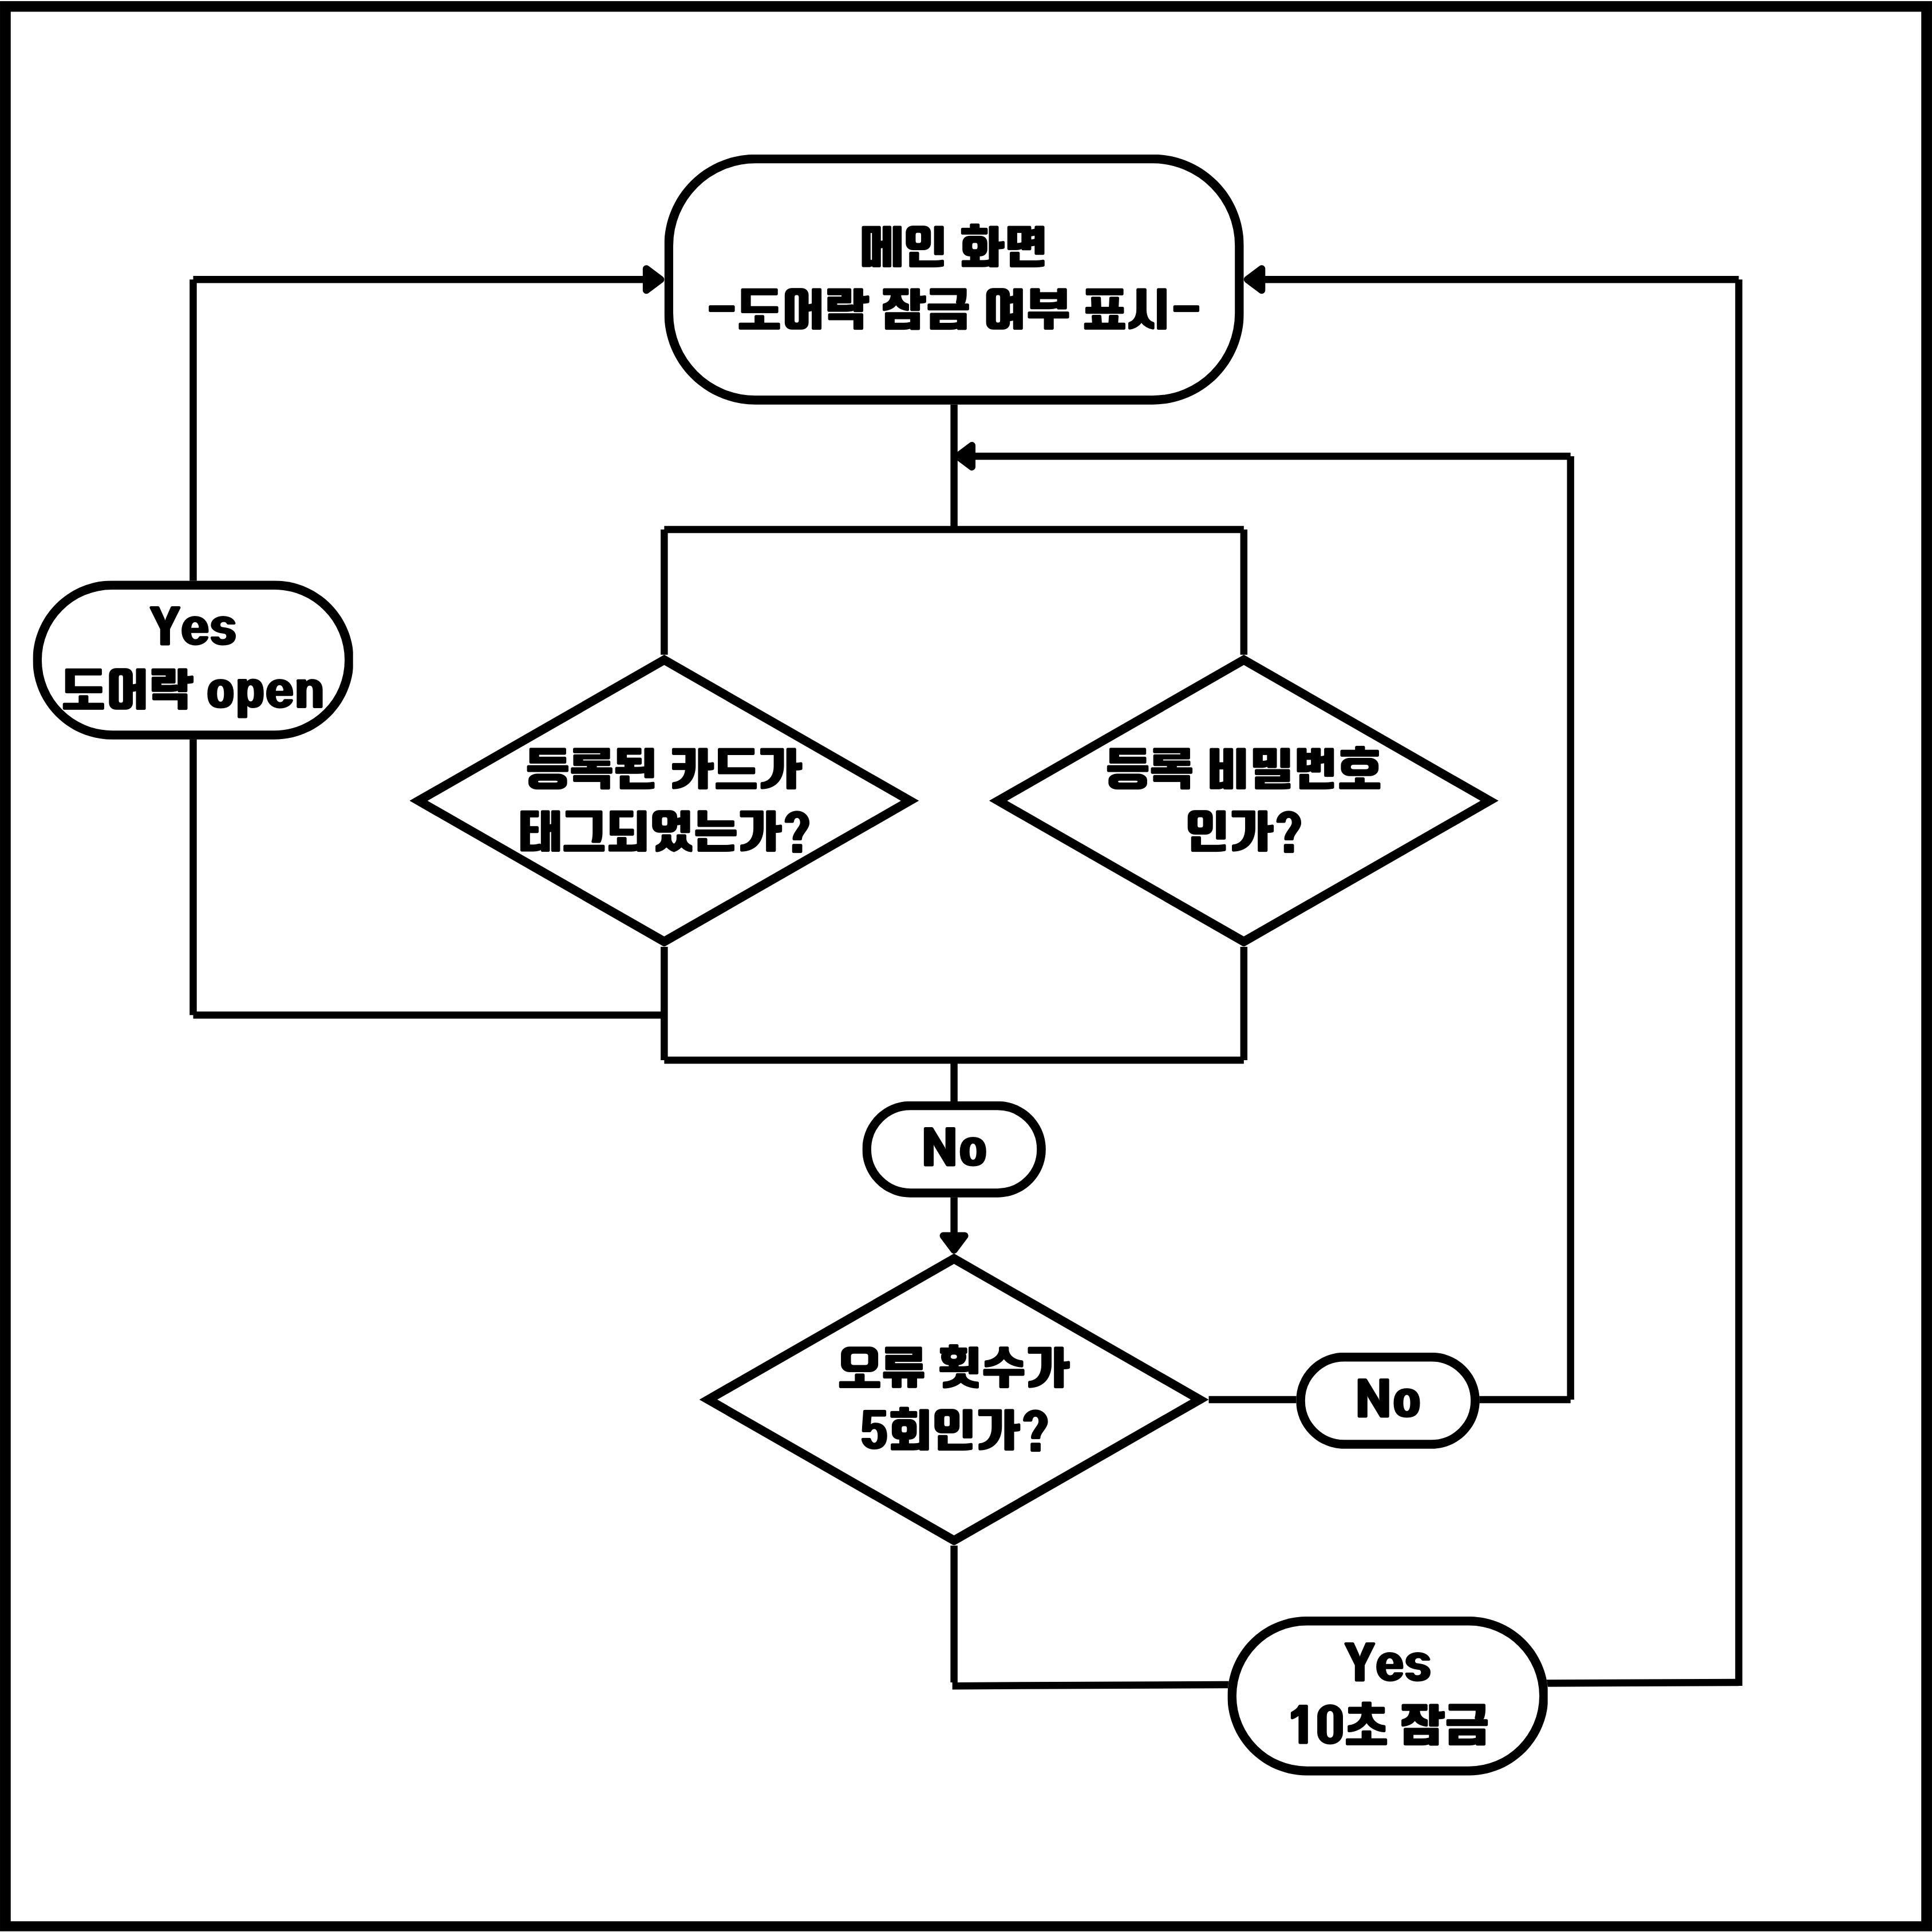 메인 화면
-도어락 잠금 여부 표시-
Yes
도어락 open
등록된 카드가
태그되었는가?
등록 비밀번호
인가?
No
오류 횟수가
5회인가?
No
Yes
10초 잠금